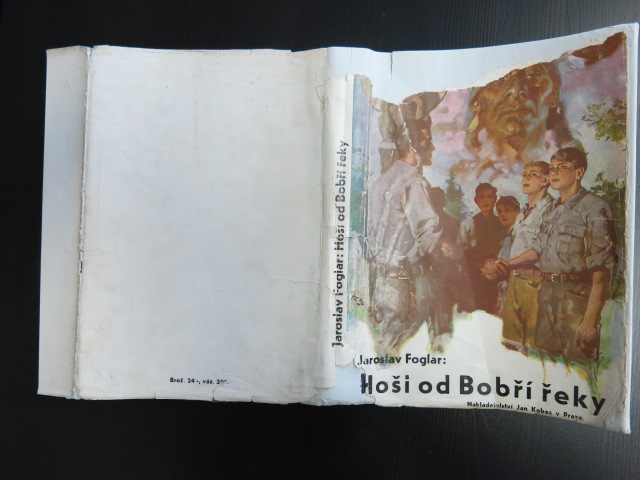 Brož. 24·-, váz.
Jaroslav Foglar: Hoši od Bobří řeky
Jaroslav Foglar:
Hoši od Bobří řeky
Nakladatelství Jan Kobes v Praze.